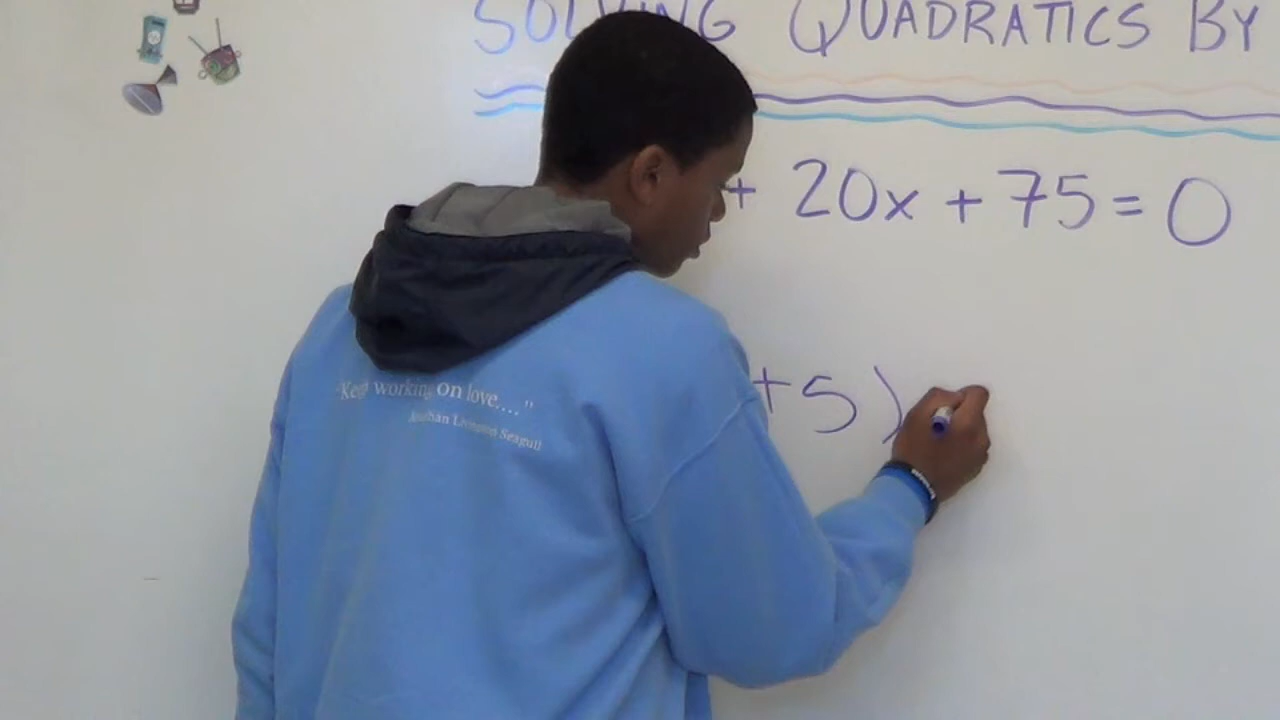 SOLVING QUADRATICS BY
+ 20x + 75 = 0
+5)
"Keep working on love...."
Jonathan Livingston Seagull